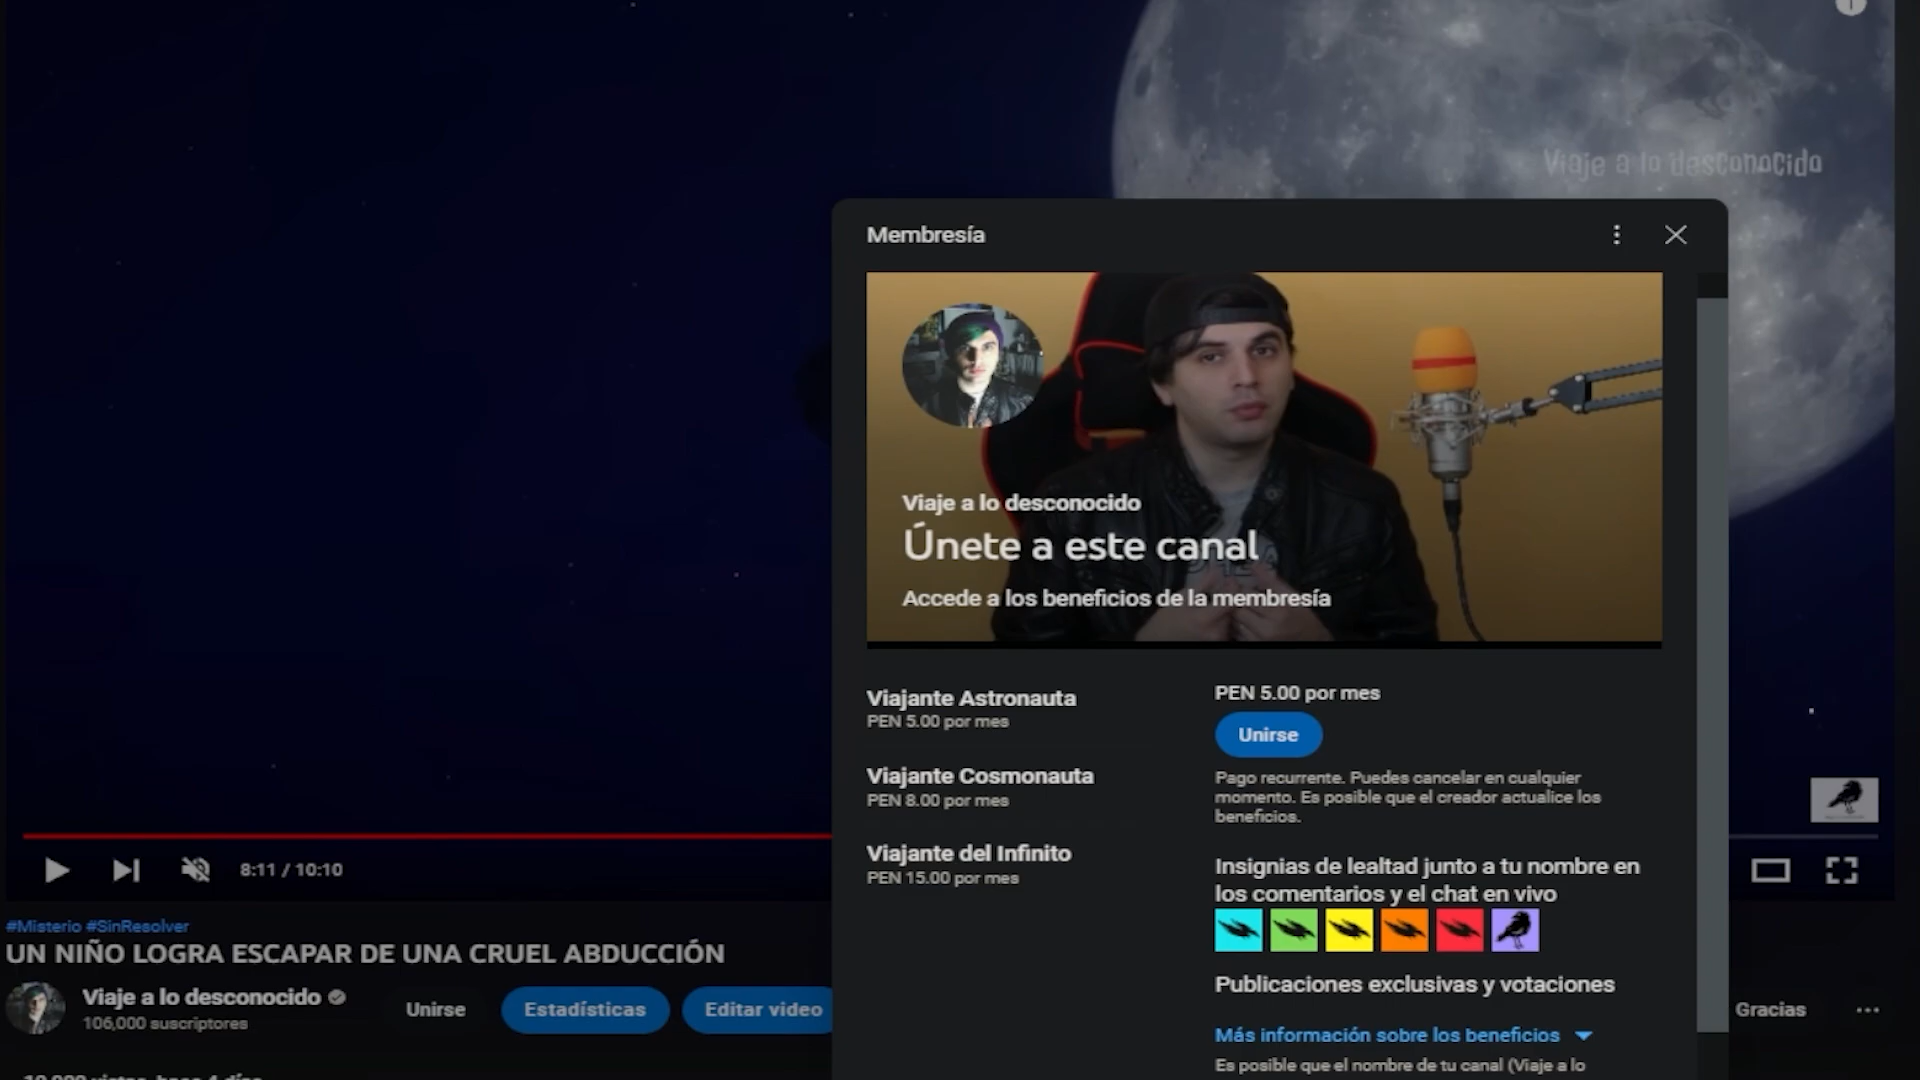 Viaje a lo desconocido
Membresía
Viaje a lo desconocido
Únete a este canal
Accede a los beneficios de la membresía
Viajante Astronauta
PEN 5.00 por mes
Viajante Cosmonauta
PEN 8.00 por mes
Viajante del Infinito
PEN 15.00 por mes
PEN 5.00 por mes
Unirse
Pago recurrente. Puedes cancelar en cualquier
momento. Es posible que el creador actualice los
beneficios.
Insignias de lealtad junto a tu nombre en
los comentarios y el chat en vivo
Publicaciones exclusivas y votaciones
Más información sobre los beneficios
Es posible que el nombre de tu canal (Viaje a lo
8:11 / 10:10
#Misterio #SinResolver
UN NIÑO LOGRA ESCAPAR DE UNA CRUEL ABDUCCIÓN
Viaje a lo desconocido
106,000 suscriptores
Unirse
Estadísticas
Editar video
Gracias